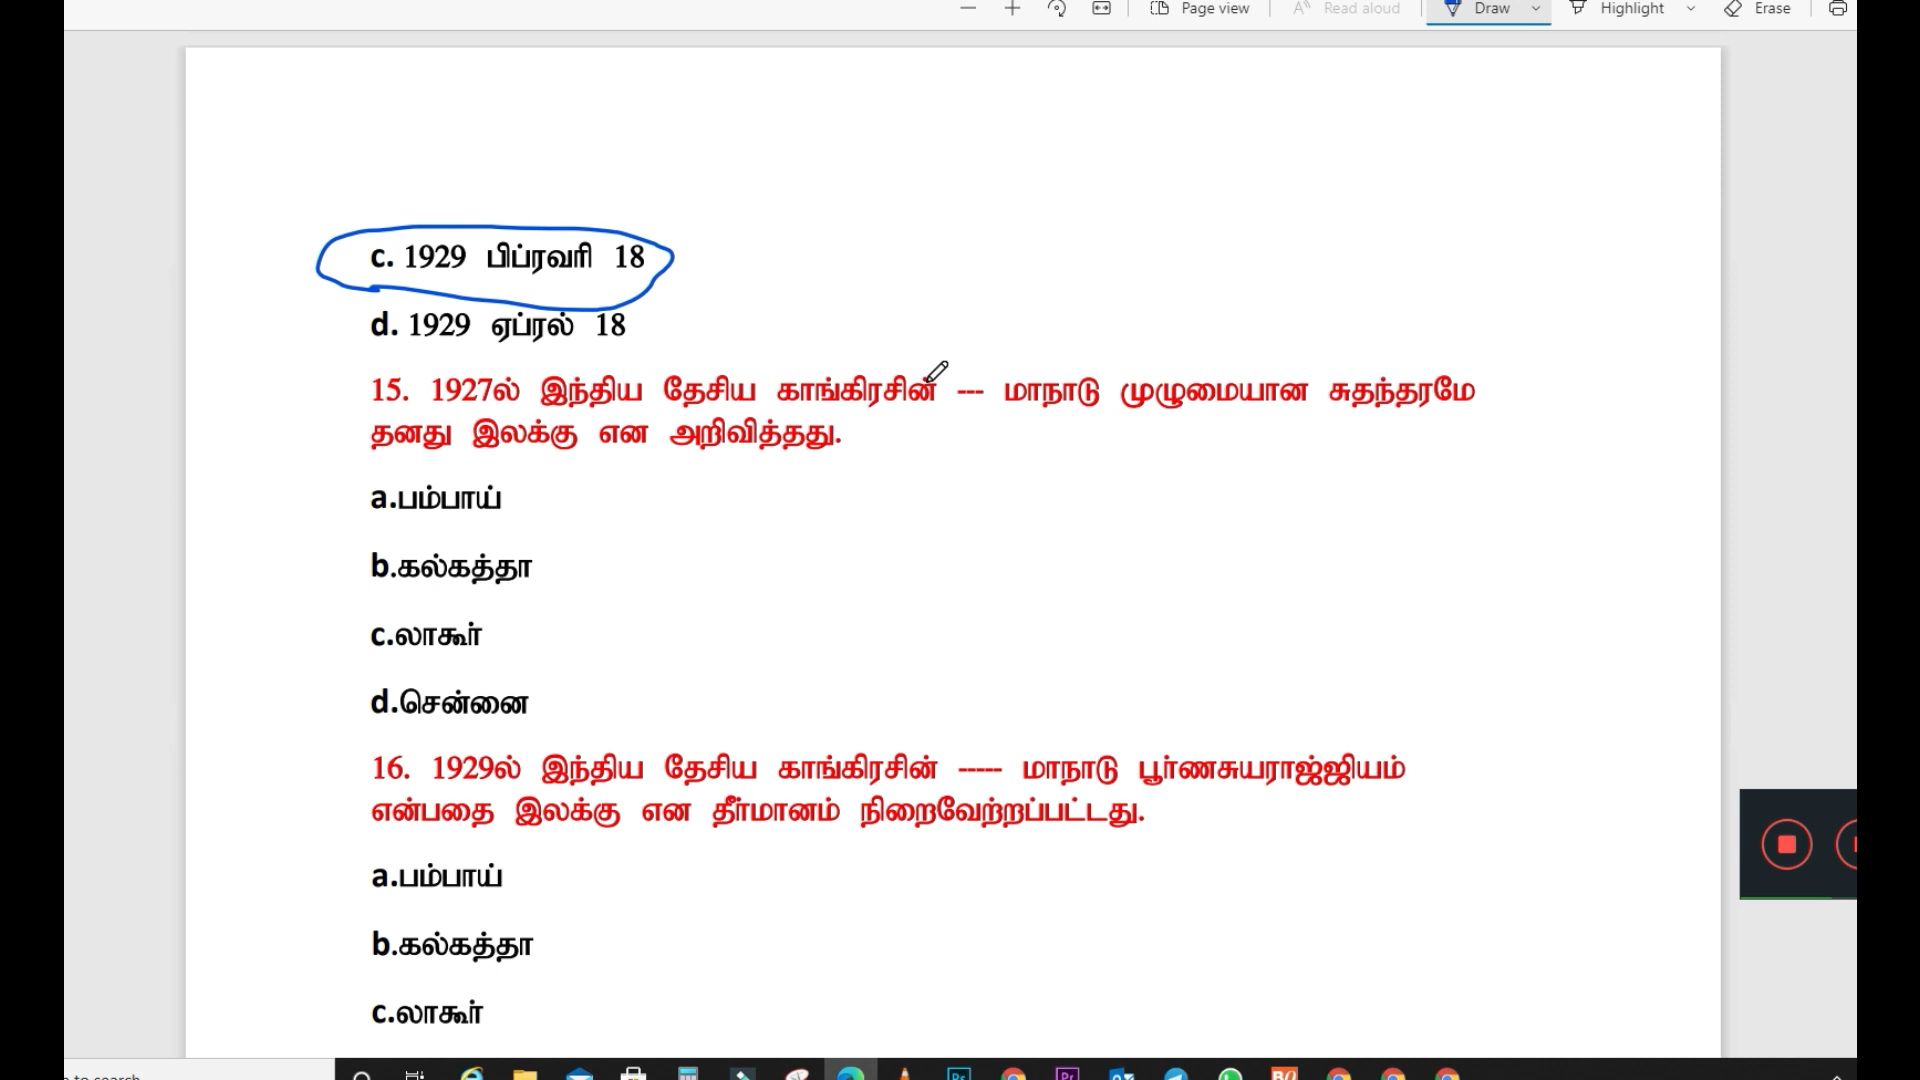 Page view
Read aloud
Draw
Highlight
Erase
c. 1929 பிப்ரவரி 18
d. 1929 ஏப்ரல் 18
15. 1927ல் இந்திய தேசிய காங்கிரசின் --- மாநாடு முழுமையான சுதந்தரமே
தனது இலக்கு என அறிவித்தது.
a.பம்பாய்
b.கல்கத்தா
c.லாகூர்
d.சென்னை
16. 1929ல் இந்திய தேசிய காங்கிரசின் ----- மாநாடு பூர்ணசுயராஜ்ஜியம்
என்பதை இலக்கு என தீர்மானம் நிறைவேற்றப்பட்டது.
a.பம்பாய்
b.கல்கத்தா
c.லாகூர்